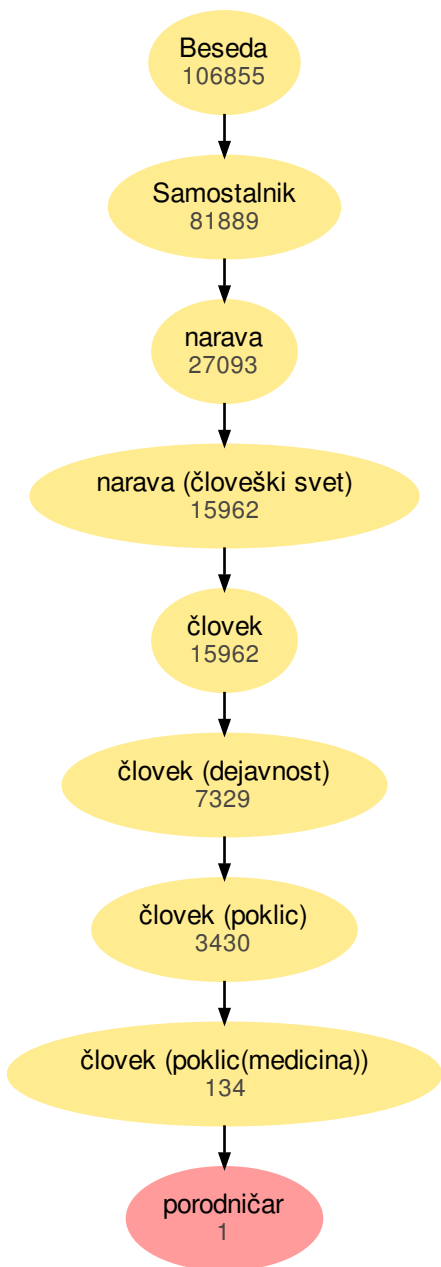 Beseda
106855
Samostalnik
81889
narava
27093
narava (človeški svet)
15962
človek
15962
človek (dejavnost)
7329
človek (poklic)
3430
človek (poklic(medicina))
134
porodničar
1